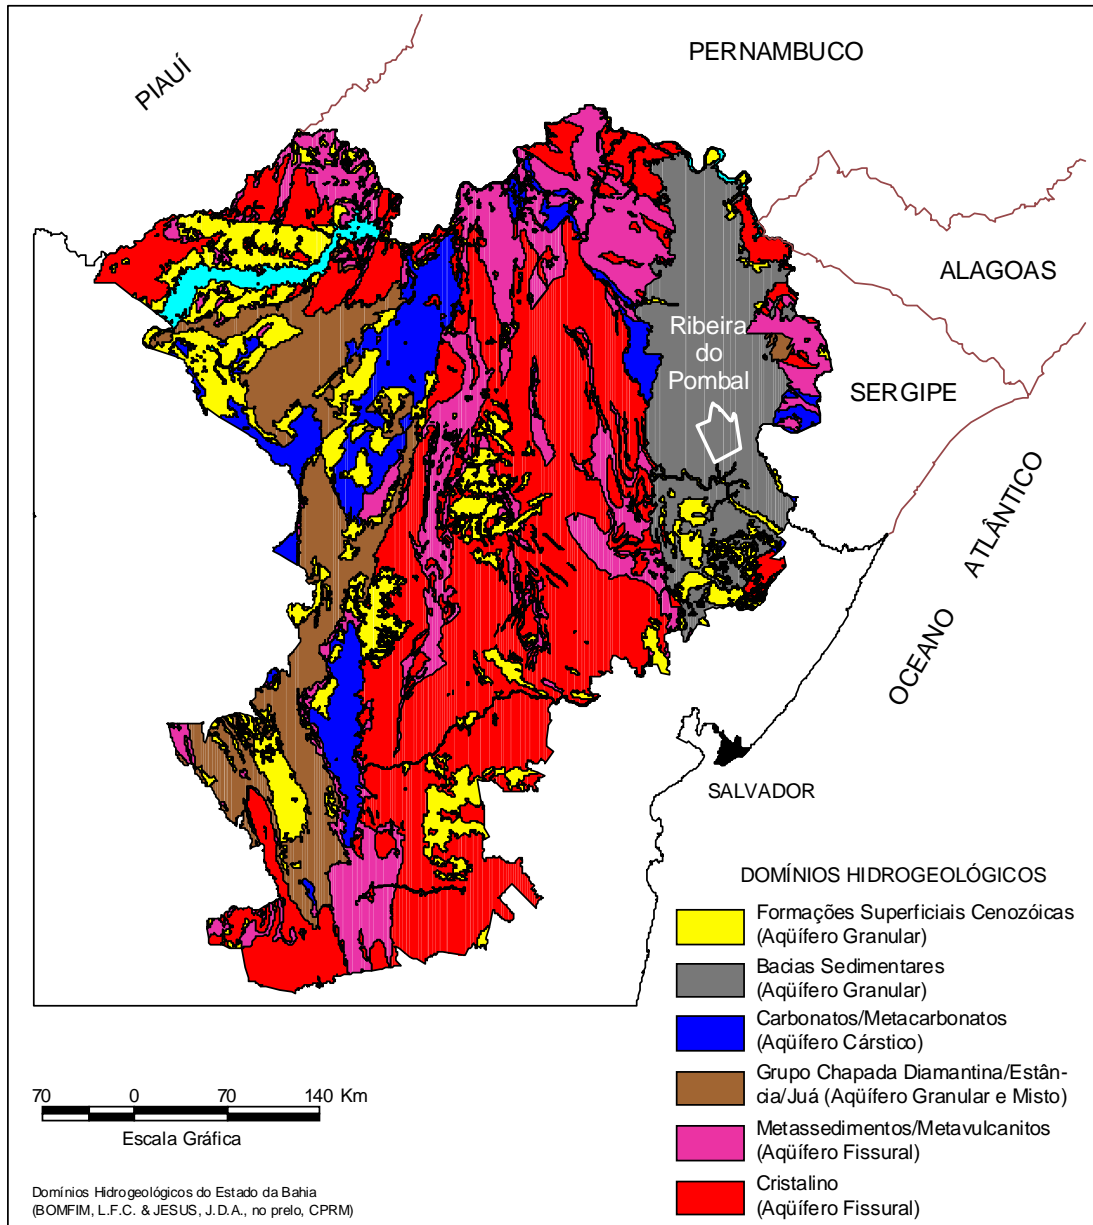 PERNAMBUCO
PIAUÍ
ALAGOAS
Ribeira
do
Pombal
SERGIPE
OCEANO ATLÂNTICO
SALVADOR
DOMÍNIOS HIDROGEOLÓGICOS
Formações Superficiais Cenozóicas
(Aqüífero Granular)
Bacias Sedimentares
(Aqüífero Granular)
Carbonatos/Metacarbonatos
(Aqüífero Cárstico)
Grupo Chapada Diamantina/Estân-
cia/Juá (Aqüífero Granular e Misto)
Metassedimentos/Metavulcanitos
(Aqüífero Fissural)
Cristalino
(Aqüífero Fissural)
70 0 70 140 Km
Escala Gráfica
Domínios Hidrogeológicos do Estado da Bahia
(BOMFIM, L.F.C. & JESUS, J.D.A., no prelo, CPRM)